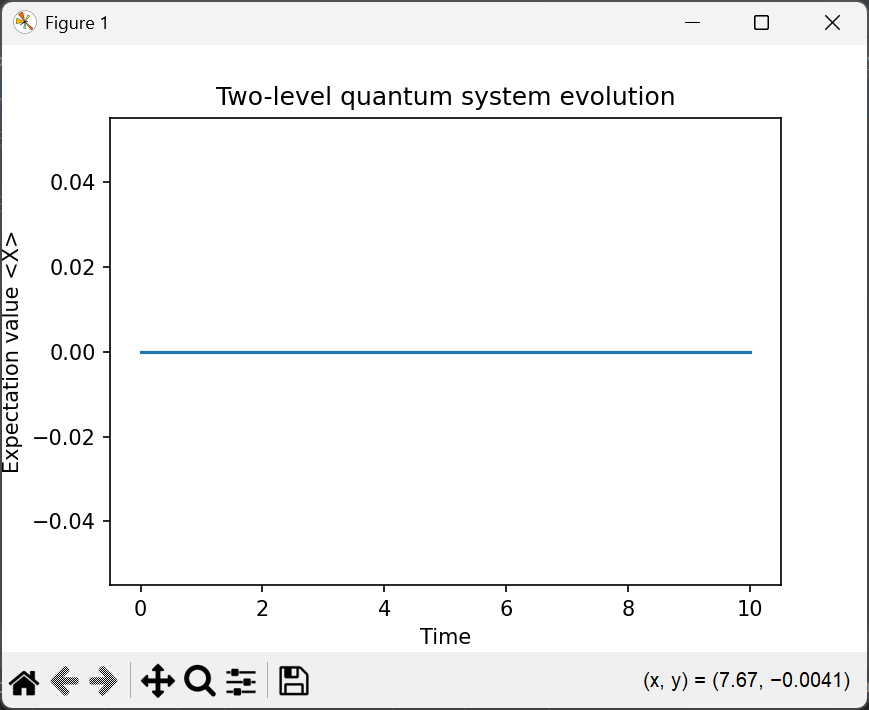 Figure 1
Two-level quantum system evolution
Expectation value <X>
0.04
0.02
0.00
−0.02
−0.04
0 2 4 6 8 10
Time
(x, y) = (7.67, −0.0041)